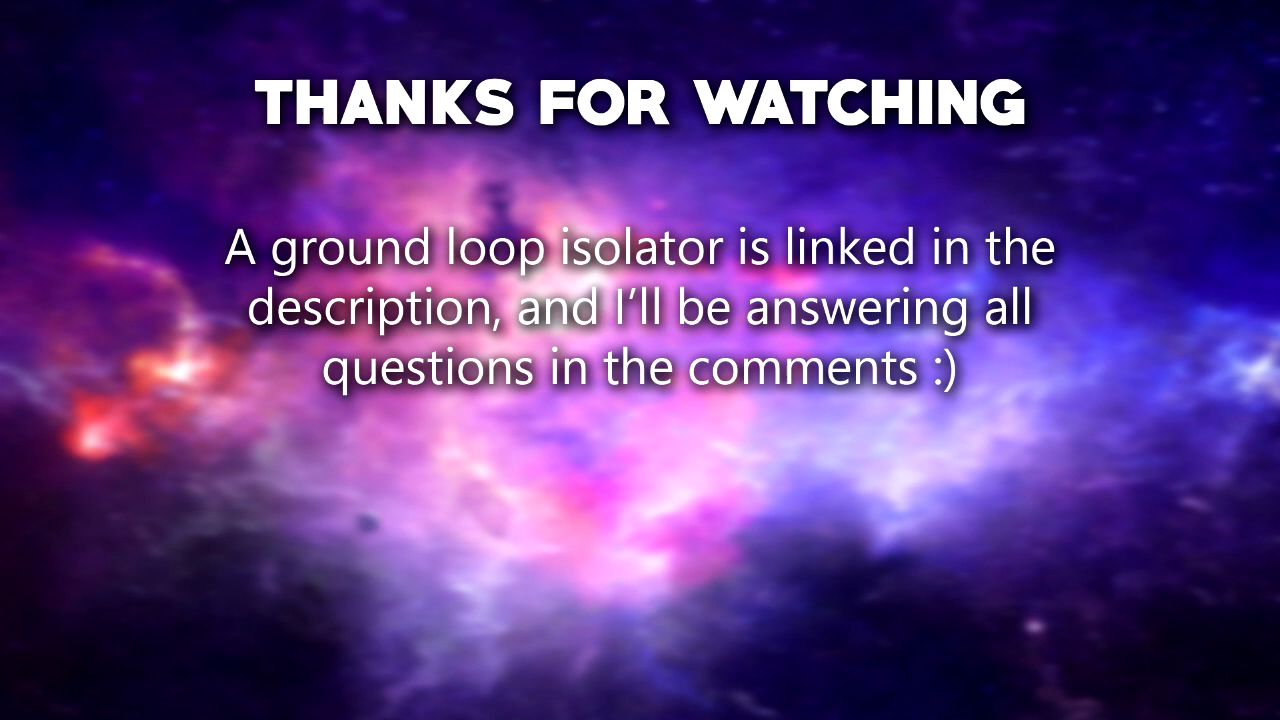 THANKS FOR WATCHING
A ground loop isolator is linked in the
description, and I’ll be answering all
questions in the comments :)